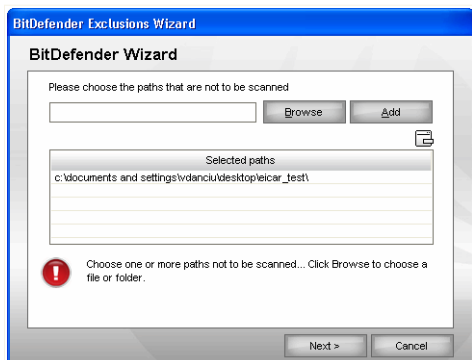 BitDefender Exclusions Wizard
BitDefender Wizard
Please choose the paths that are not to be scanned
Browse
Add
Selected paths
c:\documents and settings\vdanciu\desktop\eicar_test\
Choose one or more paths not to be scanned... Click Browse to choose a
file or folder.
Next >
Cancel